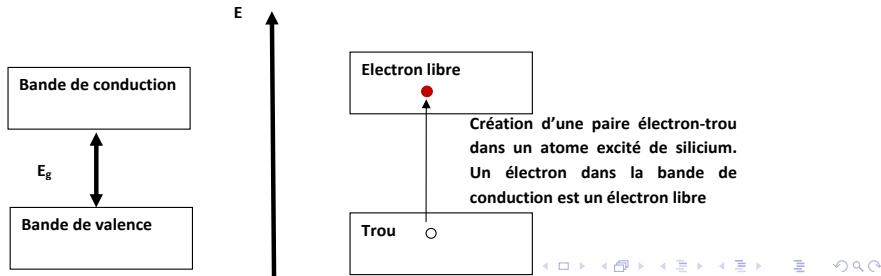 E
Bande de conduction
E_g
Bande de valence
Electron libre
Création d'une paire électron-trou
dans un atome excité de silicium.
Un électron dans la bande de
conduction est un électron libre
Trou